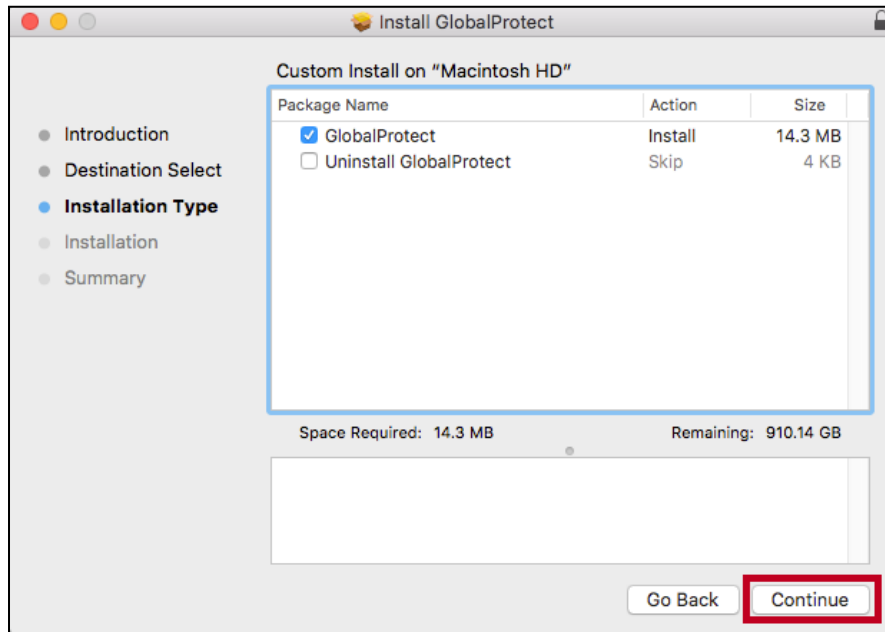 Install GlobalProtect
Custom Install on "Macintosh HD"
Package Name Action Size
GlobalProtect Install 14.3 MB
Uninstall GlobalProtect Skip 4 KB
Introduction
Destination Select
Installation Type
Installation
Summary
Space Required: 14.3 MB Remaining: 910.14 GB
Go Back Continue